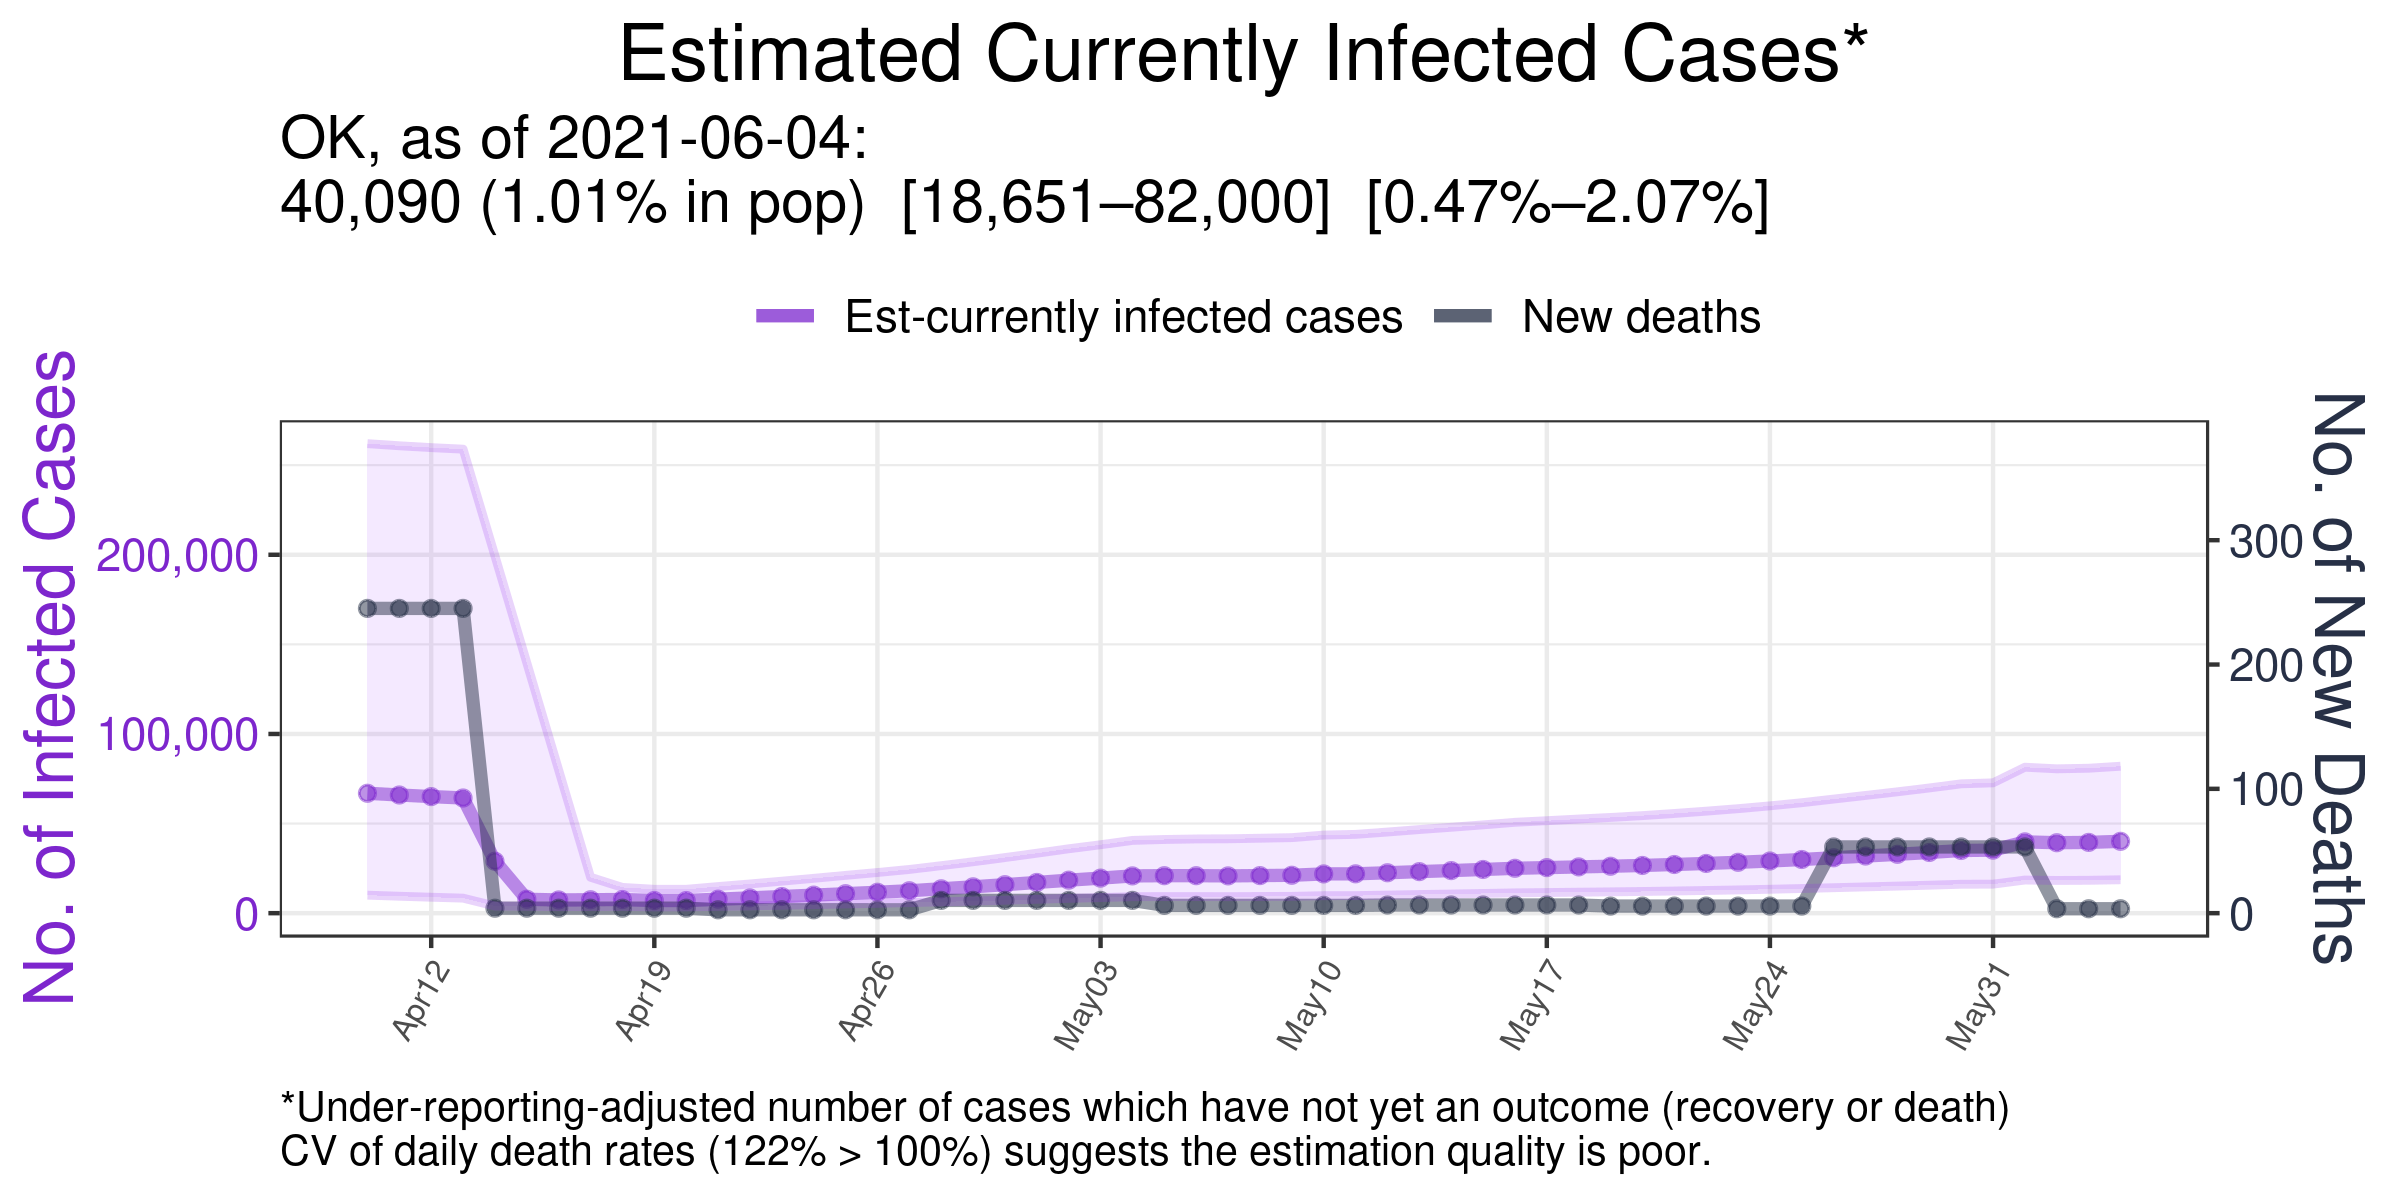 Estimated Currently Infected Cases*
OK, as of 2021-06-04:
40,090 (1.01% in pop)  [18,651–82,000]  [0.47%–2.07%]
Est-currently infected cases
New deaths
No. of Infected Cases
200,000
100,000
0
300
200
100
0
No. of New Deaths
Apr12
Apr19
Apr26
May03
May10
May17
May24
May31
*Under-reporting-adjusted number of cases which have not yet an outcome (recovery or death)
CV of daily death rates (122% > 100%) suggests the estimation quality is poor.